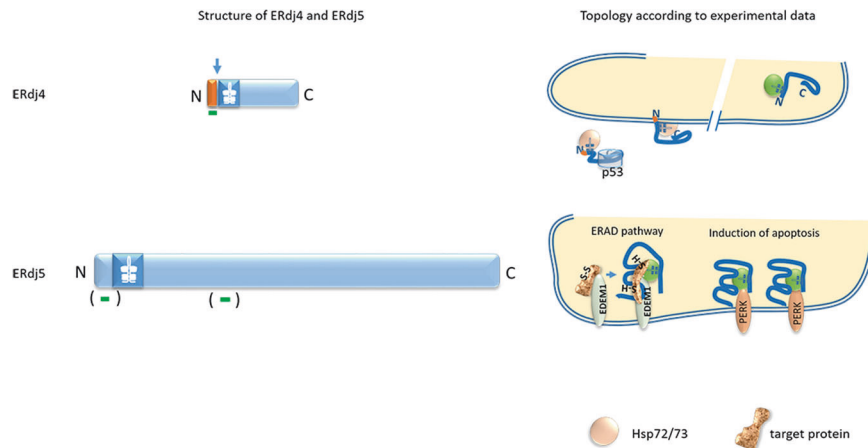 Structure of ERdj4 and ERdj5
Topology according to experimental data
ERdj4
N
C
N
C
N
C
N
p53
ERAD pathway
Induction of apoptosis
ERdj5
N
C
( - )
( - )
S-S
H-S
H-S
EDEM1
EDEM1
PERK
PERK
Hsp72/73
target protein